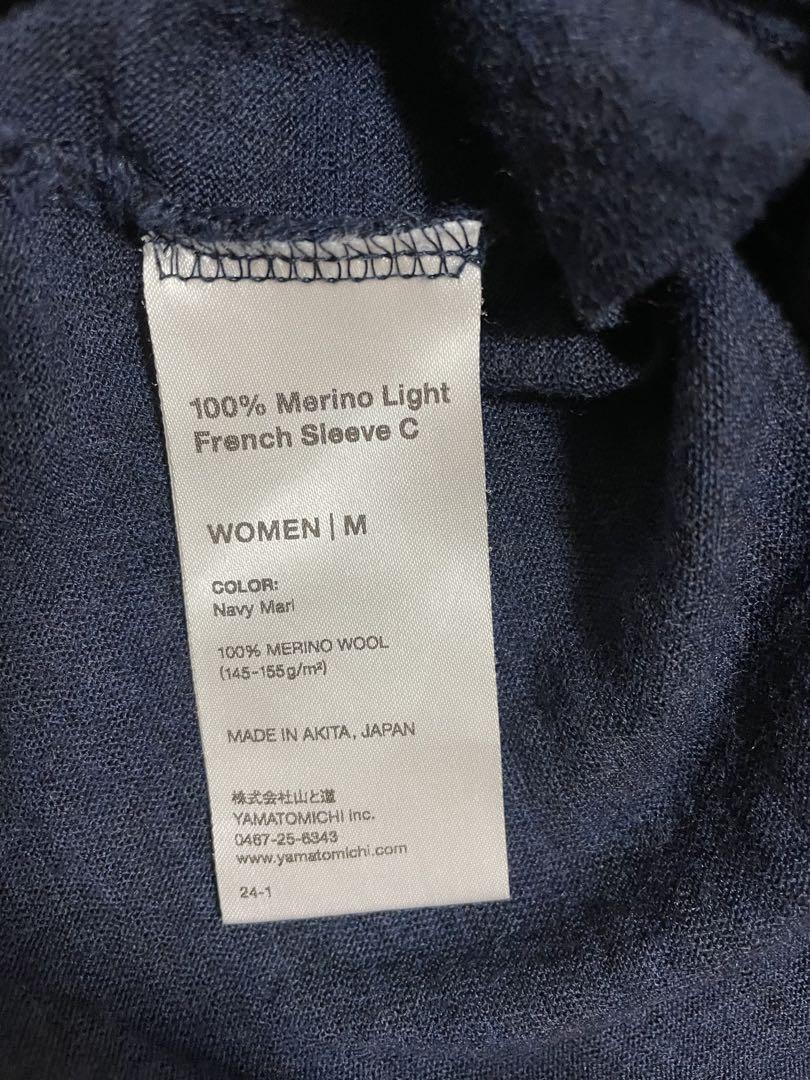 100% Merino Light
French Sleeve C
WOMEN | M
COLOR:
Navy Marl
100% MERINO WOOL
(145-155g/m²)
MADE IN AKITA, JAPAN
株式会社山と道
YAMATOMICHI inc.
0467-25-6343
www.yamatomichi.com
24-1